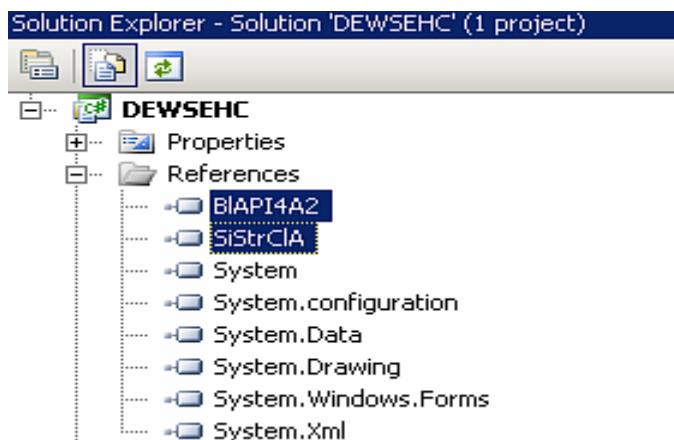 Solution Explorer - Solution 'DEWSEHC' (1 project)
DEWSEHC
Properties
References
BlAPI4A2
SiStrClA
System
System.configuration
System.Data
System.Drawing
System.Windows.Forms
System.Xml